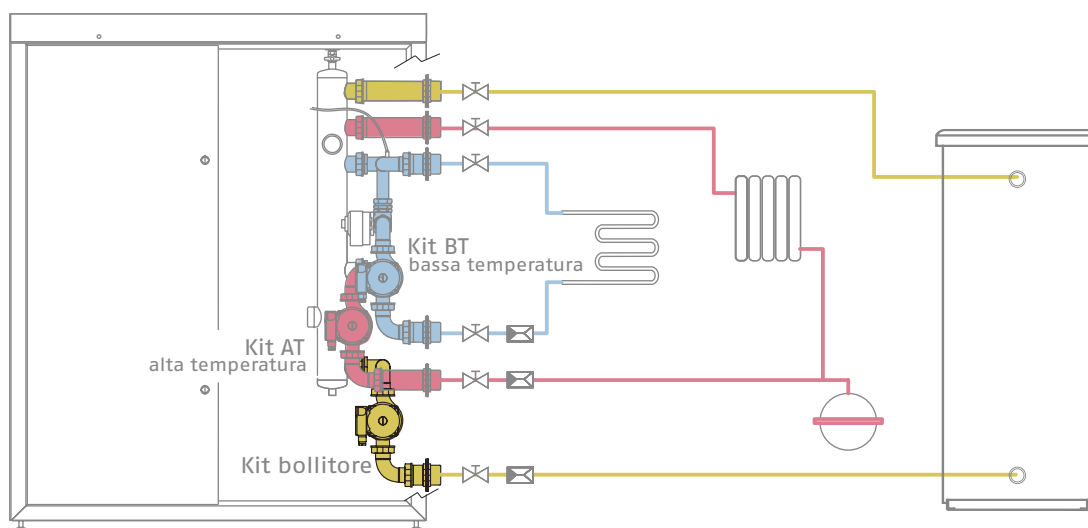 Kit BT
bassa temperatura
Kit AT
alta temperatura
Kit bollitore